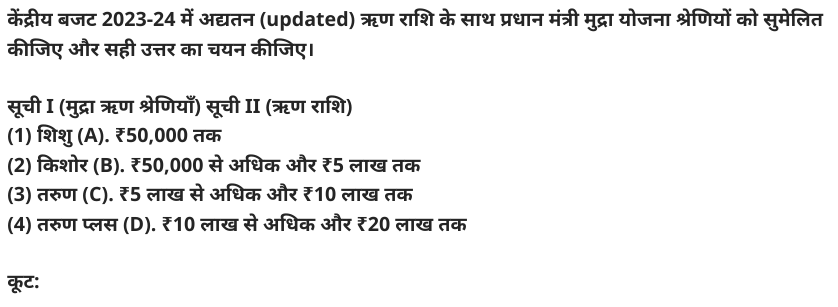 केंद्रीय बजट 2023-24 में अद्यतन (updated) ऋण राशि के साथ प्रधान मंत्री मुद्रा योजना श्रेणियों को सुमेलित
कीजिए और सही उत्तर का चयन कीजिए।
सूची I (मुद्रा ऋण श्रेणियाँ) सूची II (ऋण राशि)
(1) शिशु (A). ₹50,000 तक
(2) किशोर (B). ₹50,000 से अधिक और ₹5 लाख तक
(3) तरुण (C). ₹5 लाख से अधिक और ₹10 लाख तक
(4) तरुण प्लस (D). ₹10 लाख से अधिक और ₹20 लाख तक
कूट: